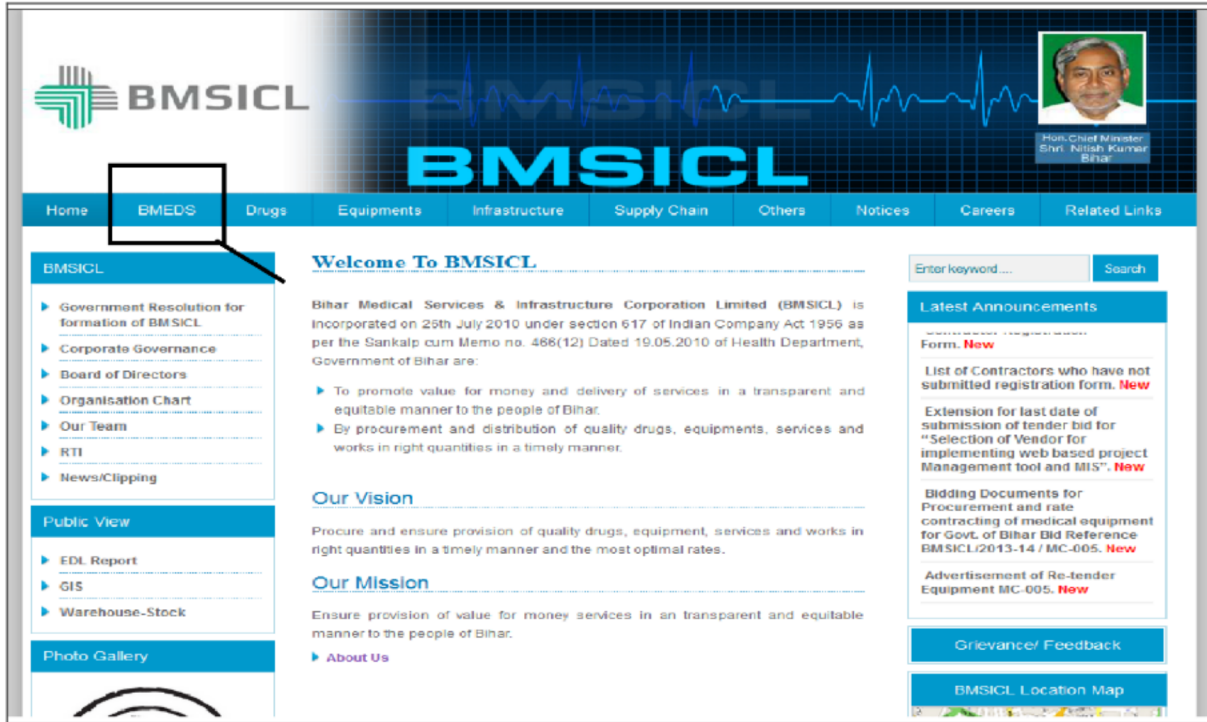 BMSICL
BMSICL
BMSICL
Hon. Chief Minister
Shri. Nitish Kumar
Bihar
Home BMEDS Drugs Equipments Infrastructure Supply Chain Others Notices Careers Related Links
BMSICL
Government Resolution for
formation of BMSICL
Corporate Governance
Board of Directors
Organisation Chart
Our Team
RTI
News/Clipping
Public View
EDL Report
GIS
Warehouse-Stock
Photo Gallery
Welcome To BMSICL
Bihar Medical Services & Infrastructure Corporation Limited (BMSICL) is
incorporated on 26th July 2010 under section 617 of Indian Company Act 1956 as
per the Sankalp cum Memo no. 466(12) Dated 19.05.2010 of Health Department,
Government of Bihar are:
To promote value for money and delivery of services in a transparent and
equitable manner to the people of Bihar.
By procurement and distribution of quality drugs, equipments, services and
works in right quantities in a timely manner.
Our Vision
Procure and ensure provision of quality drugs, equipment, services and works in
right quantities in a timely manner and the most optimal rates.
Our Mission
Ensure provision of value for money services in an transparent and equitable
manner to the people of Bihar.
About Us
Enter keyword.... Search
Latest Announcements
Form. New
List of Contractors who have not
submitted registration form. New
Extension for last date of
submission of tender bid for
“Selection of Vendor for
implementing web based project
Management tool and MIS”. New
Bidding Documents for
Procurement and rate
contracting of medical equipment
for Govt. of Bihar Bid Reference
BMSICL/2013-14 / MC-005. New
Advertisement of Re-tender
Equipment MC-005. New
Grievance/ Feedback
BMSICL Location Map